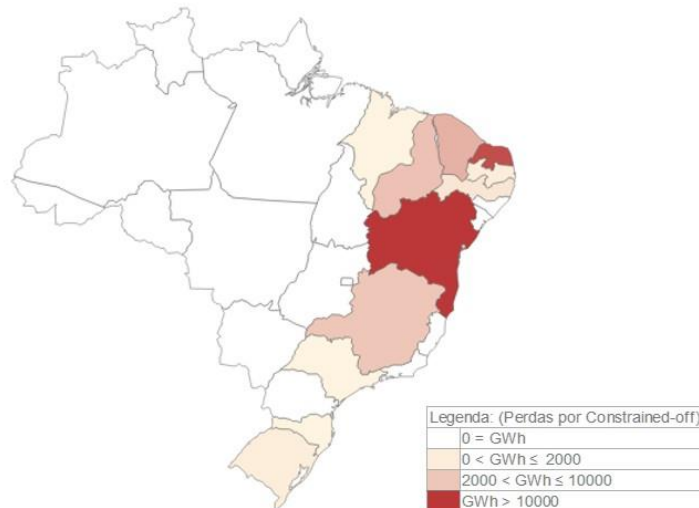 Legenda: (Perdas por Constrained-off)
0 = GWh
0 < GWh ≤ 2000
2000 < GWh ≤ 10000
GWh > 10000